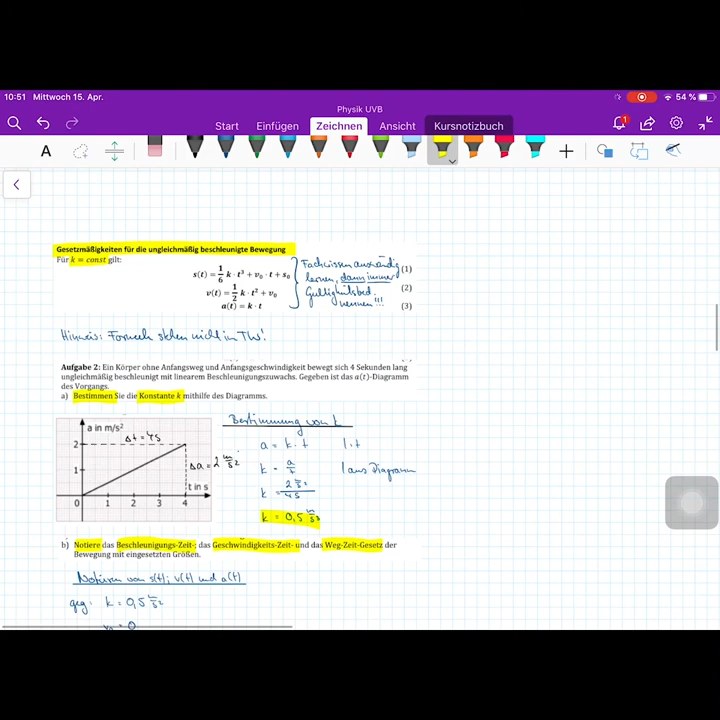 10:51 Mittwoch 15. Apr.
54 %
Physik UVB
Start Einfügen Zeichnen Ansicht Kursnotizbuch
1
A
Gesetzmäßigkeiten für die ungleichmäßig beschleunigte Bewegung
Für k = const gilt:
s(t) = 1/6 k · t³ + v₀ · t + s₀ (1)
v(t) = 1/2 k · t² + v₀ (2)
a(t) = k · t (3)
Fachwissen auswendig
lernen, dann immer
Gültigkeitsbed.
nennen!!!
Hinweis: Formeln stehen nicht im TW!
Aufgabe 2: Ein Körper ohne Anfangsweg und Anfangsgeschwindigkeit bewegt sich 4 Sekunden lang
ungleichmäßig beschleunigt mit linearem Beschleunigungszuwachs. Gegeben ist das a(t)-Diagramm
des Vorgangs.
a) Bestimmen Sie die Konstante k mithilfe des Diagramms.
a in m/s²
Δt = 4s
2
1
Δa = 2 m/s²
t in s
0 1 2 3 4
Bestimmung von k
a = k · t | : t
k = a/t | aus Diagramm
k = 2 m/s² / 4s
k = 0,5 m/s³
b) Notiere das Beschleunigungs-Zeit-; das Geschwindigkeits-Zeit- und das Weg-Zeit-Gesetz der
Bewegung mit eingesetzten Größen.
Notieren von s(t); v(t) und a(t)
geg: k = 0,5 m/s³
v₀ = 0